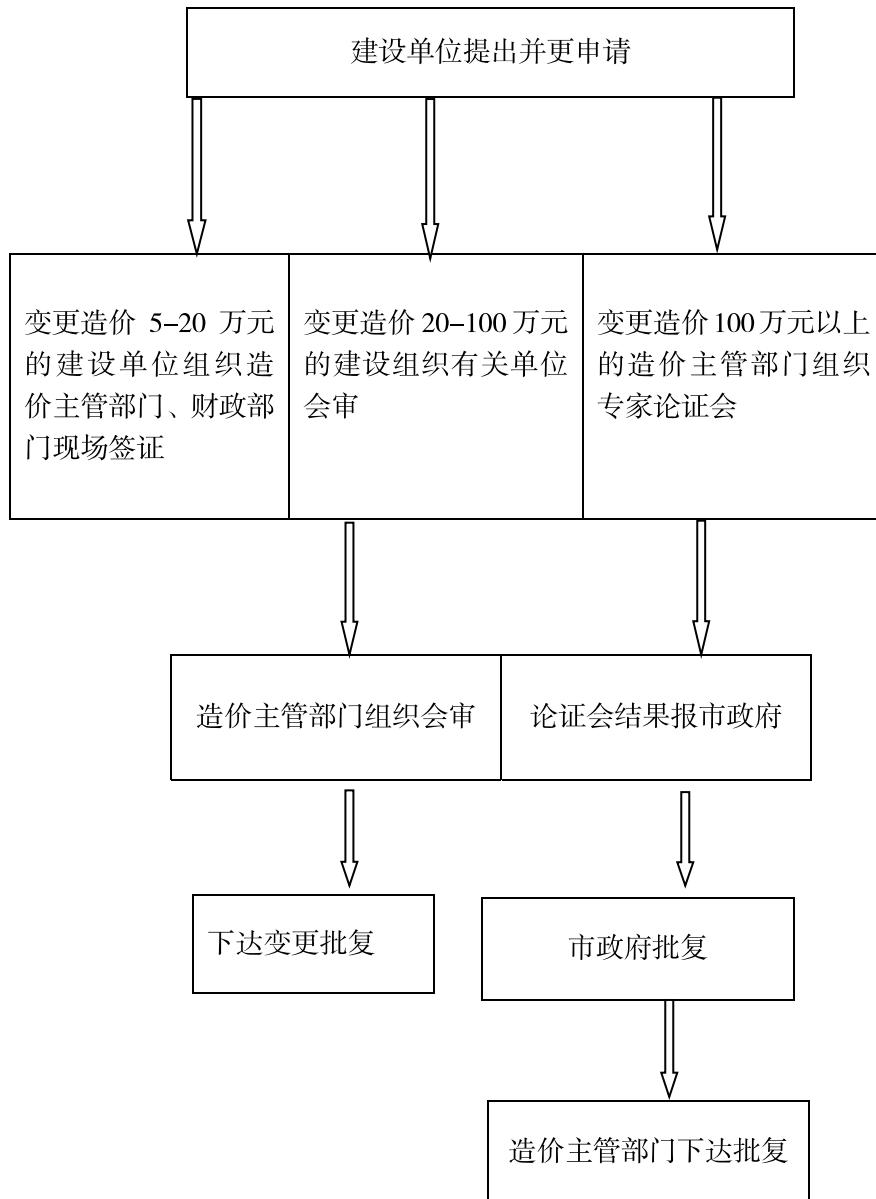 建设单位提出并更申请
变更造价 5–20 万元
的建设单位组织造
价主管部门、财政部
门现场签证
变更造价 20–100 万元
的建设组织有关单位
会审
变更造价 100 万元以上
的造价主管部门组织
专家论证会
造价主管部门组织会审
论证会结果报市政府
下达变更批复
市政府批复
造价主管部门下达批复